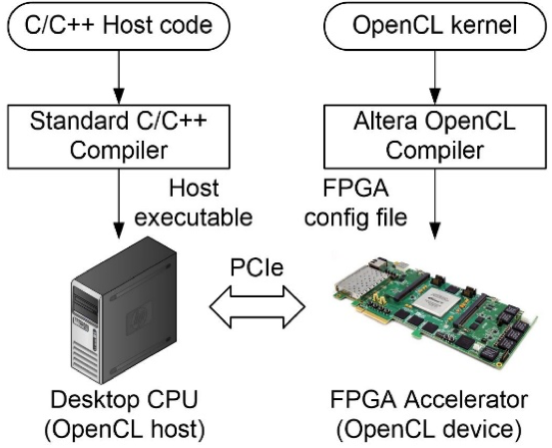 C/C++ Host code
OpenCL kernel
Standard C/C++
Compiler
Altera OpenCL
Compiler
Host
executable
FPGA
config file
PCIe
Desktop CPU
(OpenCL host)
FPGA Accelerator
(OpenCL device)